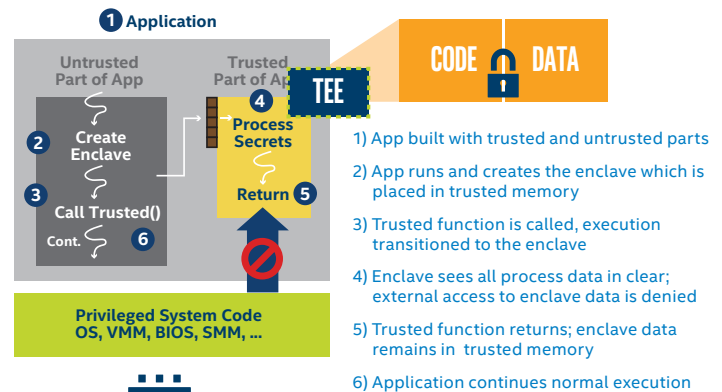 1 Application
Untrusted
Part of App
Trusted
Part of
TEE
CODE
DATA
2
Create
Enclave
3
Call Trusted()
Cont.
6
4
Process
Secrets
Return
5
Privileged System Code
OS, VMM, BIOS, SMM, ...
1) App built with trusted and untrusted parts
2) App runs and creates the enclave which is
placed in trusted memory
3) Trusted function is called, execution
transitioned to the enclave
4) Enclave sees all process data in clear;
external access to enclave data is denied
5) Trusted function returns; enclave data
remains in trusted memory
6) Application continues normal execution